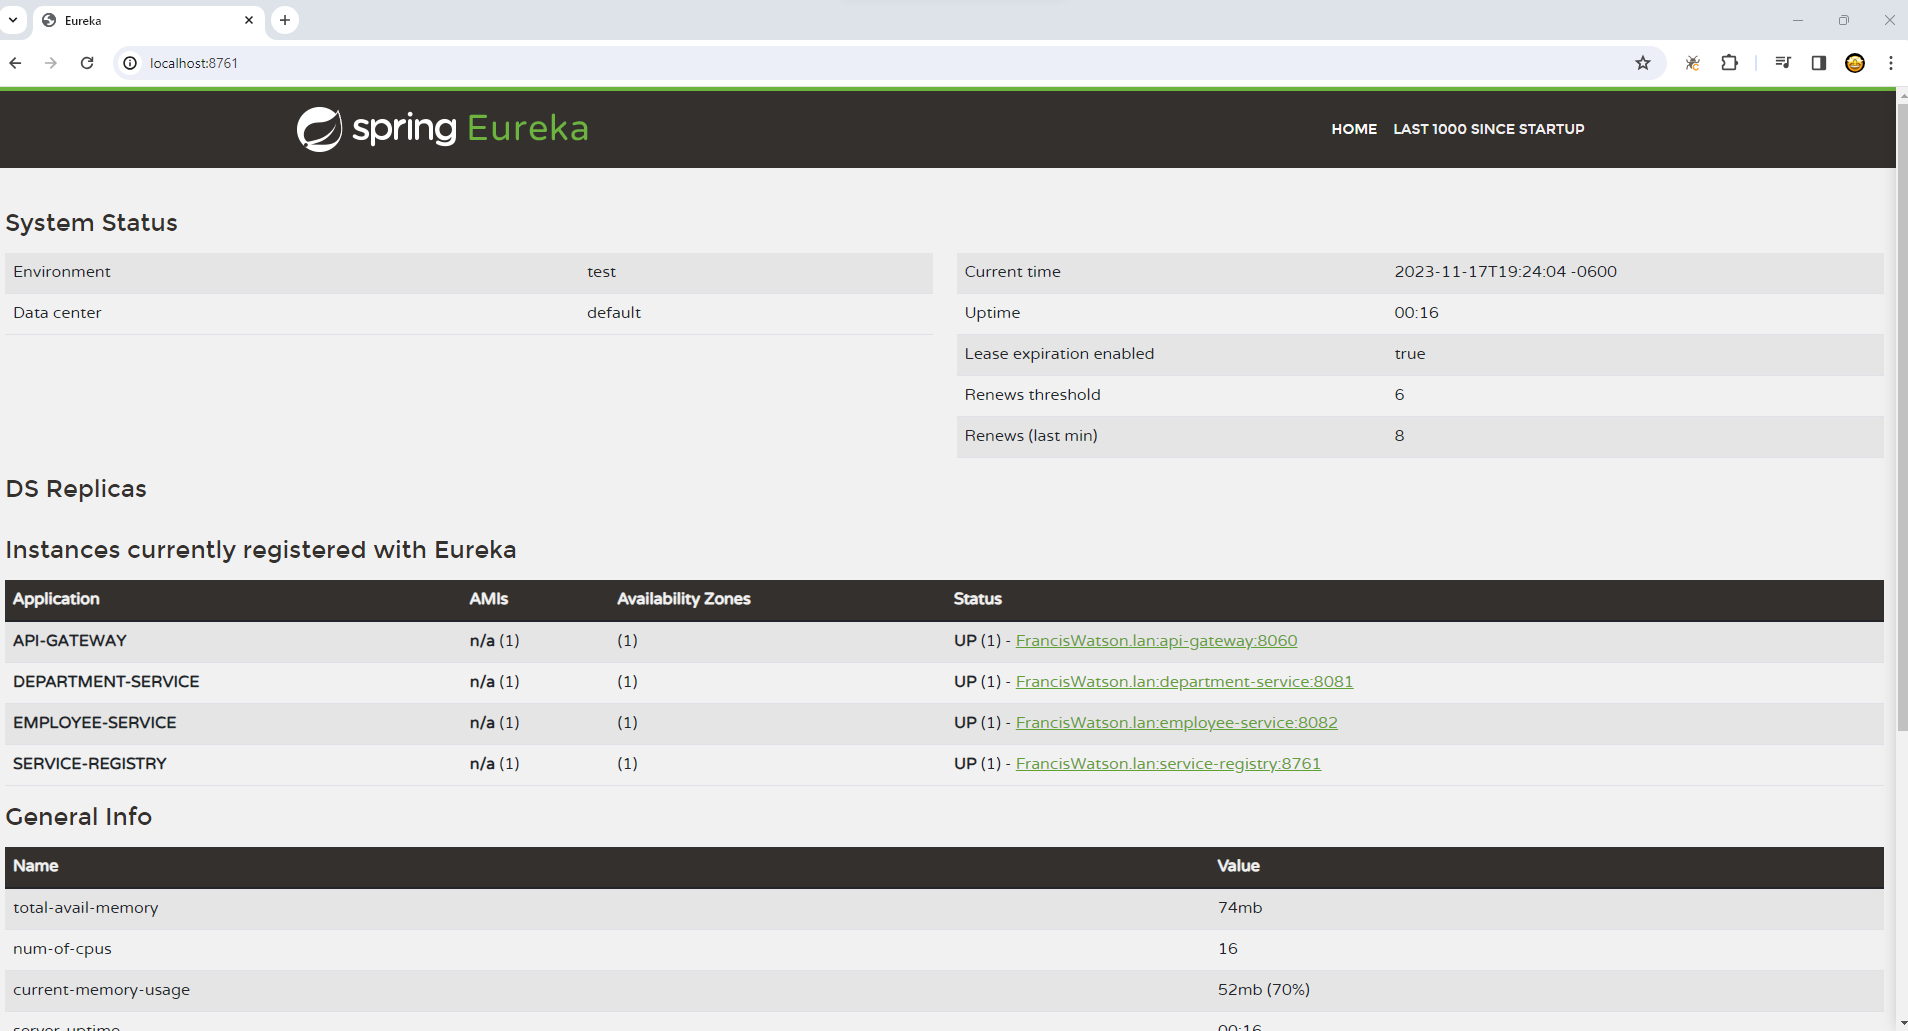 Eureka
localhost:8761
spring Eureka
HOME LAST 1000 SINCE STARTUP
System Status
Environment test
Data center default
Current time 2023-11-17T19:24:04 -0600
Uptime 00:16
Lease expiration enabled true
Renews threshold 6
Renews (last min) 8
DS Replicas
Instances currently registered with Eureka
Application AMIs Availability Zones Status
API-GATEWAY n/a (1) (1) UP (1) - FrancisWatson.lan:api-gateway:8060
DEPARTMENT-SERVICE n/a (1) (1) UP (1) - FrancisWatson.lan:department-service:8081
EMPLOYEE-SERVICE n/a (1) (1) UP (1) - FrancisWatson.lan:employee-service:8082
SERVICE-REGISTRY n/a (1) (1) UP (1) - FrancisWatson.lan:service-registry:8761
General Info
Name Value
total-avail-memory 74mb
num-of-cpus 16
current-memory-usage 52mb (70%)
server-uptime 00:16